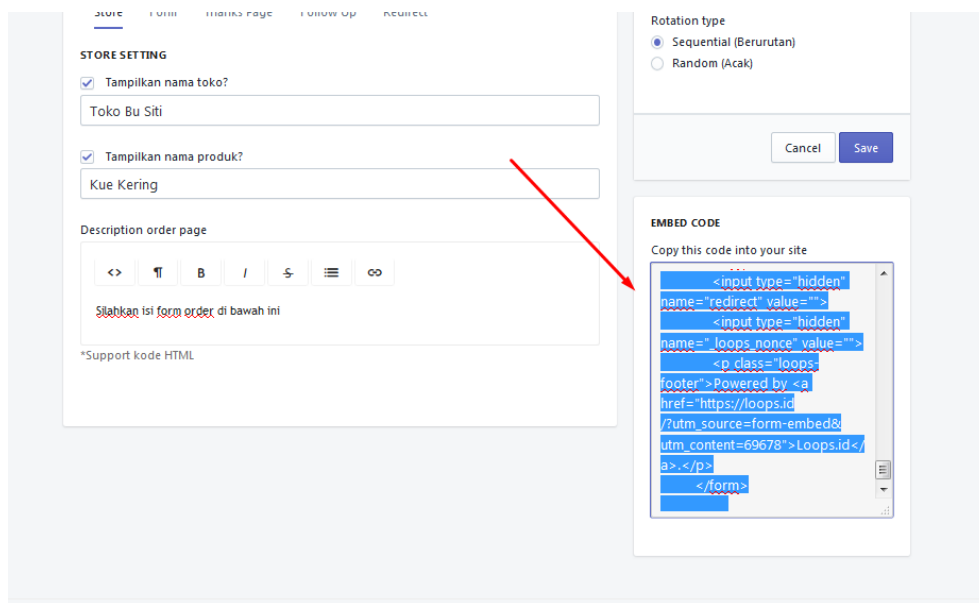 Store Form Thanks Page Follow Up Redirect
STORE SETTING
Tampilkan nama toko?
Toko Bu Siti
Tampilkan nama produk?
Kue Kering
Description order page
<> ¶ B I S
Silahkan isi form order di bawah ini
*Support kode HTML
Rotation type
Sequential (Berurutan)
Random (Acak)
Cancel Save
EMBED CODE
Copy this code into your site
<input type="hidden"
name="redirect" value="">
<input type="hidden"
name="_loops_nonce" value="">
<p class="loops-
footer">Powered by <a
href="https://loops.id
/?utm_source=form-embed&
utm_content=69678">Loops.id</
a>.</p>
</form>